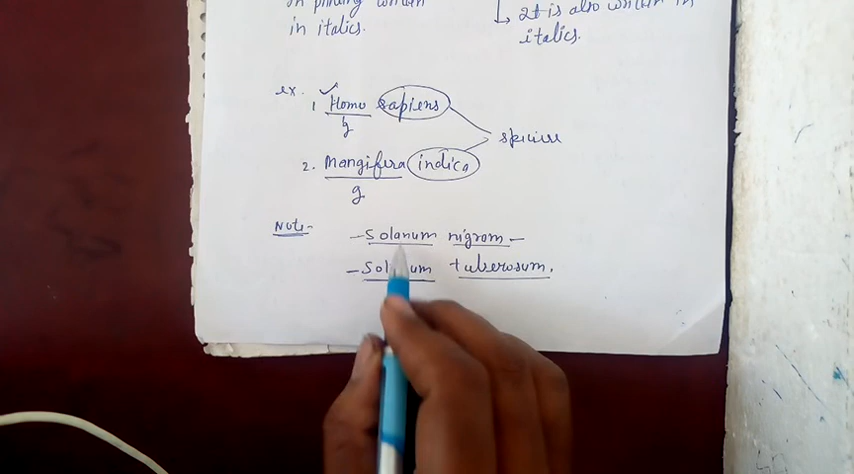 in italics.
↳ It is also written in
italics.
ex.
1. ✓Homo sapiens
g
species
2. Mangifera indica
g
Note-
- Solanum nigrom -
- Solanum tuberosum.